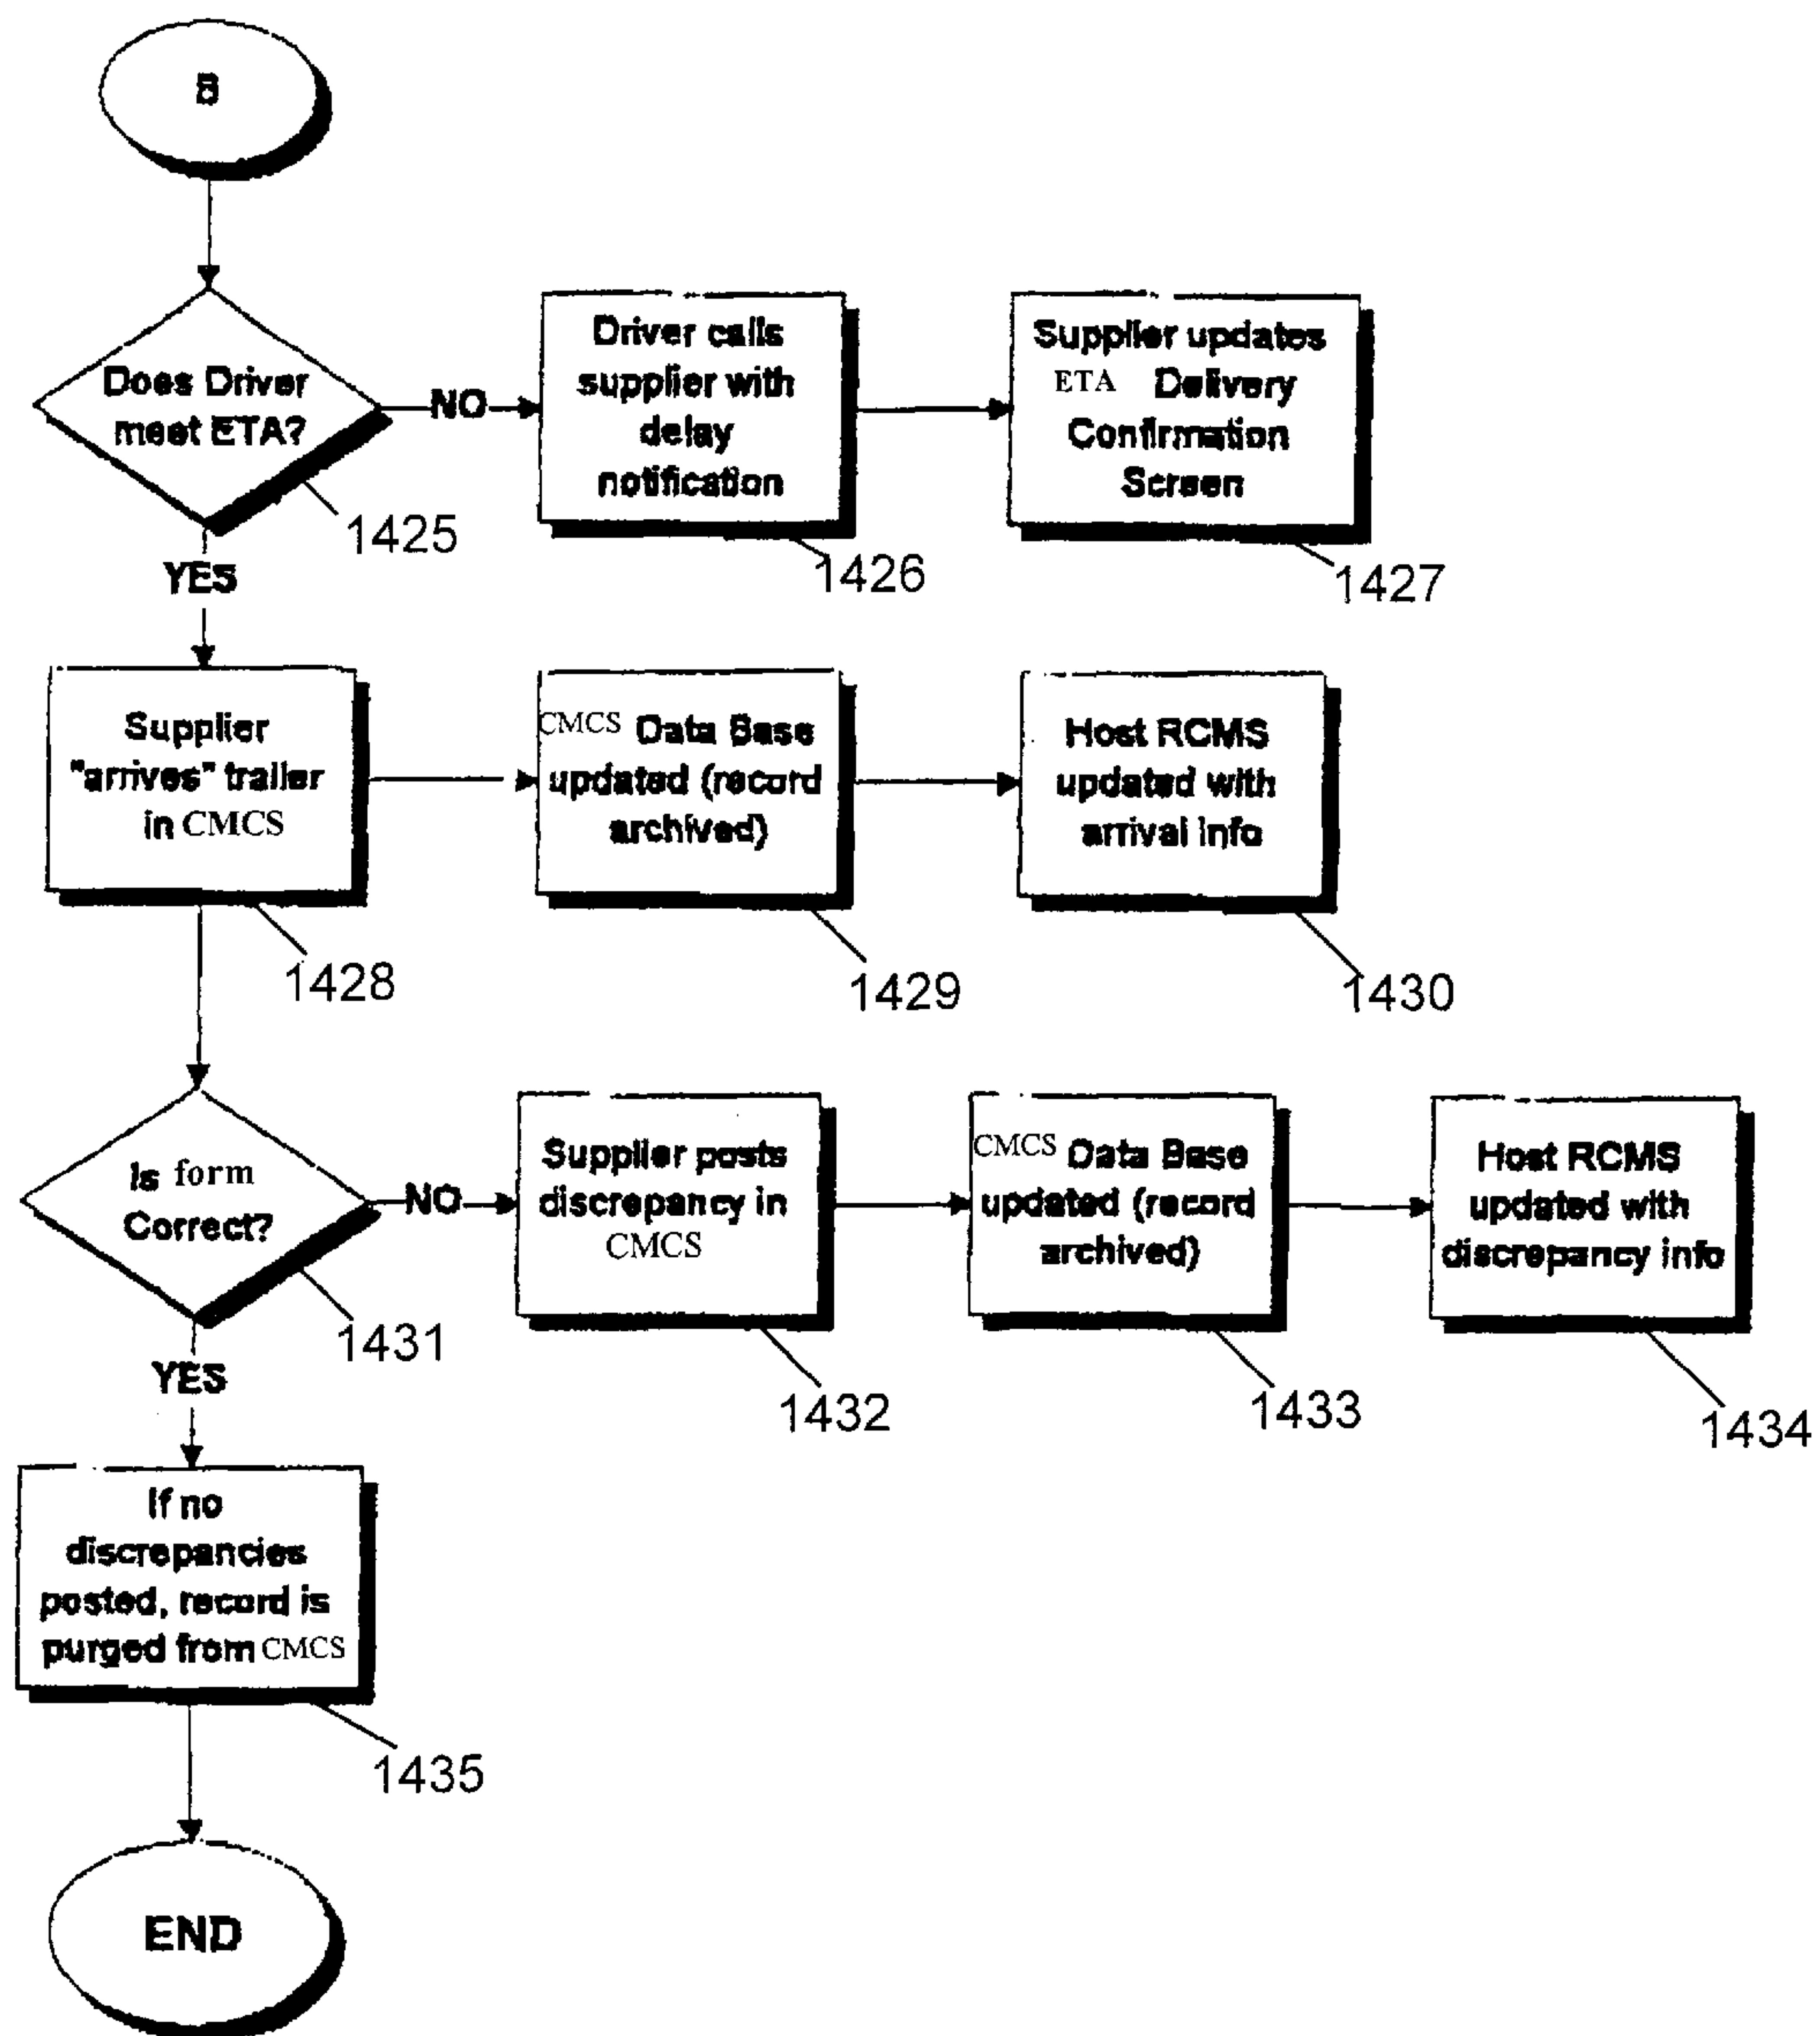 B
Does Driver
meet ETA?
NO
Driver calls
supplier with
delay
notification
Supplier updates
ETA Delivery
Confirmation
Screen
1425
1426
1427
YES
Supplier
"arrives" trailer
in CMCS
CMCS Data Base
updated (record
archived)
Host RCMS
updated with
arrival info
1428
1429
1430
Is form
Correct?
NO
Supplier posts
discrepancy in
CMCS
CMCS Data Base
updated (record
archived)
Host RCMS
updated with
discrepancy info
1431
1432
1433
1434
YES
If no
discrepancies
posted, record is
purged from CMCS
1435
END